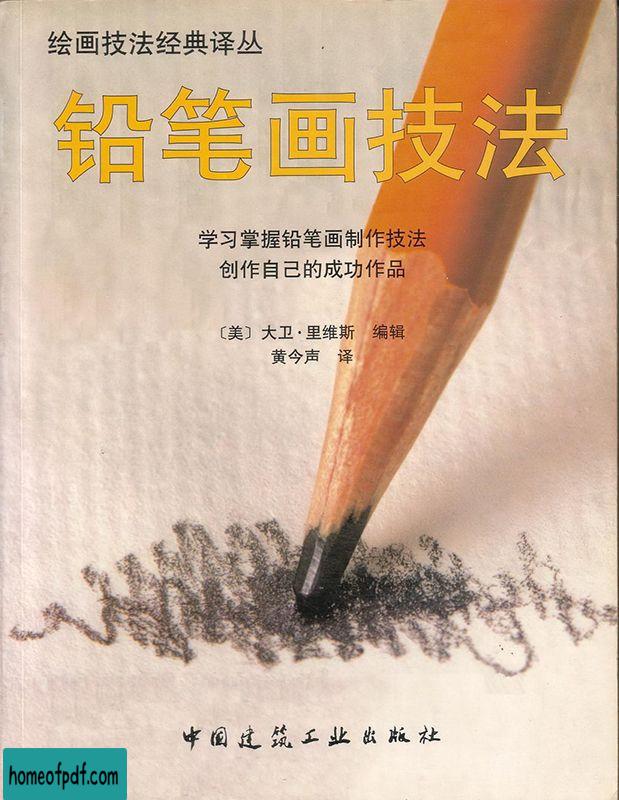 绘画技法经典译丛
铅笔画技法
学习掌握铅笔画制作技法
创作自己的成功作品
〔美〕大卫·里维斯 编辑
黄今声 译
中国建筑工业出版社
homeofpdf.com